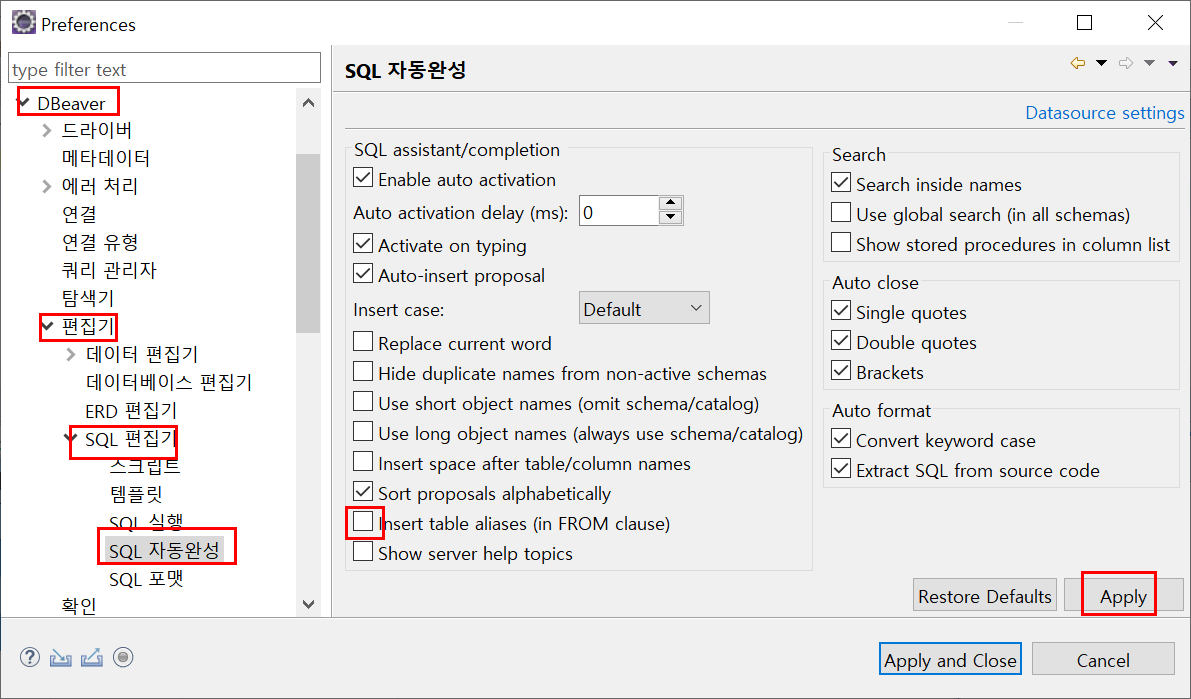 Preferences
type filter text
DBeaver
드라이버
메타데이터
에러 처리
연결
연결 유형
쿼리 관리자
탐색기
편집기
데이터 편집기
데이터베이스 편집기
ERD 편집기
SQL 편집기
스크립트
템플릿
SQL 실행
SQL 자동완성
SQL 포맷
확인
SQL 자동완성
Datasource settings
SQL assistant/completion
Enable auto activation
Auto activation delay (ms): 0
Activate on typing
Auto-insert proposal
Insert case: Default
Replace current word
Hide duplicate names from non-active schemas
Use short object names (omit schema/catalog)
Use long object names (always use schema/catalog)
Insert space after table/column names
Sort proposals alphabetically
Insert table aliases (in FROM clause)
Show server help topics
Search
Search inside names
Use global search (in all schemas)
Show stored procedures in column list
Auto close
Single quotes
Double quotes
Brackets
Auto format
Convert keyword case
Extract SQL from source code
Restore Defaults
Apply
Apply and Close
Cancel